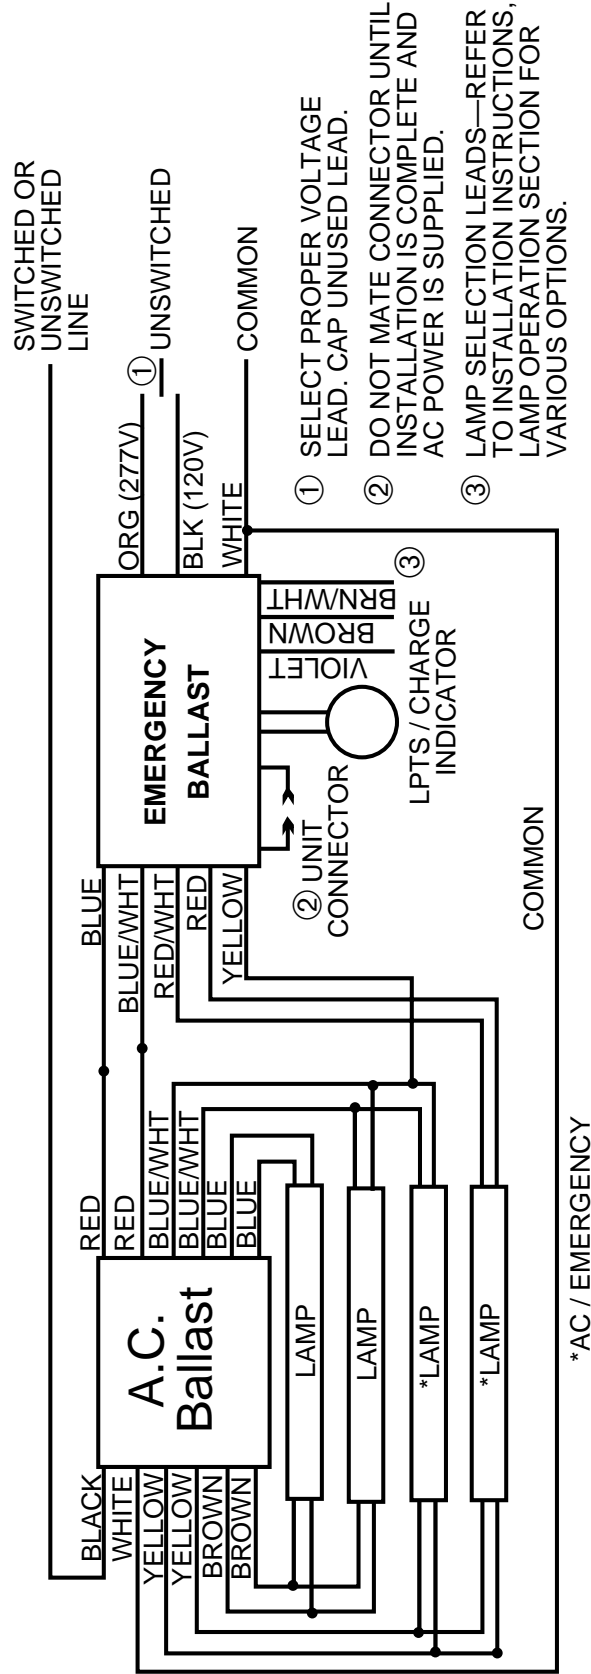 SWITCHED OR
UNSWITCHED
LINE
ORG (277V)
① UNSWITCHED
BLK (120V)
WHITE
COMMON
EMERGENCY
BALLAST
BLUE
BLUE/WHT
RED/WHT
RED
YELLOW
VIOLET
BROWN
BRN/WHT
③
LPTS / CHARGE
INDICATOR
② UNIT
CONNECTOR
COMMON
RED
RED
BLUE/WHT
BLUE/WHT
BLUE
BLUE
A.C.
Ballast
BLACK
WHITE
YELLOW
YELLOW
BROWN
BROWN
LAMP
LAMP
*LAMP
*LAMP
*AC / EMERGENCY
① SELECT PROPER VOLTAGE
LEAD. CAP UNUSED LEAD.
② DO NOT MATE CONNECTOR UNTIL
INSTALLATION IS COMPLETE AND
AC POWER IS SUPPLIED.
③ LAMP SELECTION LEADS—REFER
TO INSTALLATION INSTRUCTIONS,
LAMP OPERATION SECTION FOR
VARIOUS OPTIONS.